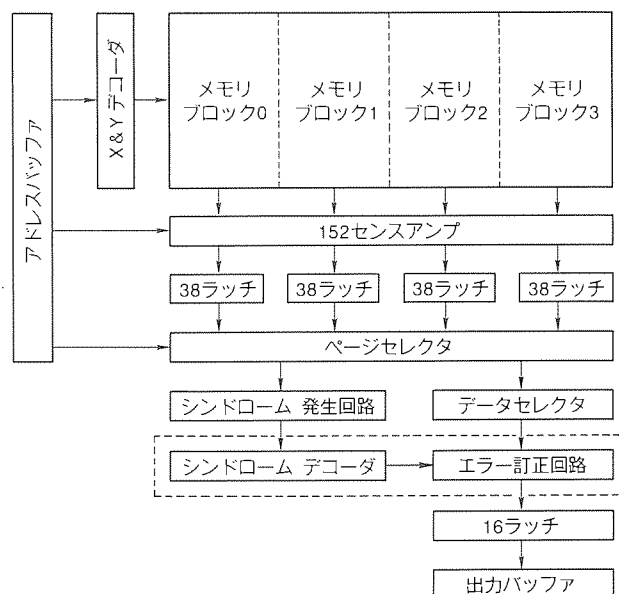 アドレスバッファ
X&Yデコーダ
メモリ
ブロック0
メモリ
ブロック1
メモリ
ブロック2
メモリ
ブロック3
152センスアンプ
38ラッチ
38ラッチ
38ラッチ
38ラッチ
ページセレクタ
シンドローム 発生回路
データセレクタ
シンドローム デコーダ
エラー訂正回路
16ラッチ
出力バッファ